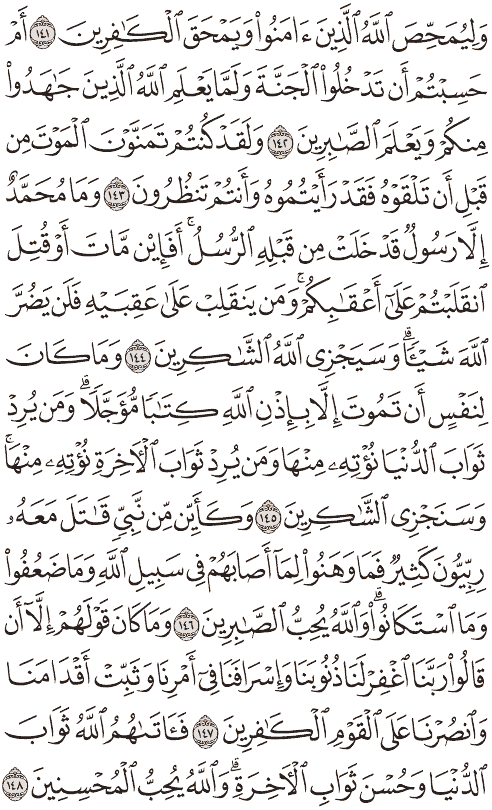 وَلِيُمَحِّصَ ٱللَّهُ ٱلَّذِينَ ءَامَنُوا۟ وَيَمْحَقَ ٱلْكَٰفِرِينَ ١٤١ أَمْ
حَسِبْتُمْ أَن تَدْخُلُوا۟ ٱلْجَنَّةَ وَلَمَّا يَعْلَمِ ٱللَّهُ ٱلَّذِينَ جَٰهَدُوا۟
مِنكُمْ وَيَعْلَمَ ٱلصَّٰبِرِينَ ١٤٢ وَلَقَدْ كُنتُمْ تَمَنَّوْنَ ٱلْمَوْتَ مِن
قَبْلِ أَن تَلْقَوْهُ فَقَدْ رَأَيْتُمُوهُ وَأَنتُمْ تَنظُرُونَ ١٤٣ وَمَا مُحَمَّدٌ
إِلَّا رَسُولٌ قَدْ خَلَتْ مِن قَبْلِهِ ٱلرُّسُلُ ۚ أَفَإِي۟ن مَّاتَ أَوْ قُتِلَ
ٱنقَلَبْتُمْ عَلَىٰٓ أَعْقَٰبِكُمْ ۚ وَمَن يَنقَلِبْ عَلَىٰ عَقِبَيْهِ فَلَن يَضُرَّ
ٱللَّهَ شَيْـًٔا ۗ وَسَيَجْزِى ٱللَّهُ ٱلشَّٰكِرِينَ ١٤٤ وَمَا كَانَ
لِنَفْسٍ أَن تَمُوتَ إِلَّا بِإِذْنِ ٱللَّهِ كِتَٰبًا مُّؤَجَّلًا ۗ وَمَن يُرِدْ
ثَوَابَ ٱلدُّنْيَا نُؤْتِهِۦ مِنْهَا وَمَن يُرِدْ ثَوَابَ ٱلْءَاخِرَةِ نُؤْتِهِۦ مِنْهَا ۚ
وَسَنَجْزِى ٱلشَّٰكِرِينَ ١٤٥ وَكَأَيِّن مِّن نَّبِىٍّ قَٰتَلَ مَعَهُۥ
رِبِّيُّونَ كَثِيرٌ فَمَا وَهَنُوا۟ لِمَآ أَصَابَهُمْ فِى سَبِيلِ ٱللَّهِ وَمَا ضَعُفُوا۟
وَمَا ٱسْتَكَانُوا۟ ۗ وَٱللَّهُ يُحِبُّ ٱلصَّٰبِرِينَ ١٤٦ وَمَا كَانَ قَوْلَهُمْ إِلَّآ أَن
قَالُوا۟ رَبَّنَا ٱغْفِرْ لَنَا ذُنُوبَنَا وَإِسْرَافَنَا فِىٓ أَمْرِنَا وَثَبِّتْ أَقْدَامَنَا
وَٱنصُرْنَا عَلَى ٱلْقَوْمِ ٱلْكَٰفِرِينَ ١٤٧ فَـَٔاتَىٰهُمُ ٱللَّهُ ثَوَابَ
ٱلدُّنْيَا وَحُسْنَ ثَوَابِ ٱلْءَاخِرَةِ ۗ وَٱللَّهُ يُحِبُّ ٱلْمُحْسِنِينَ ١٤٨